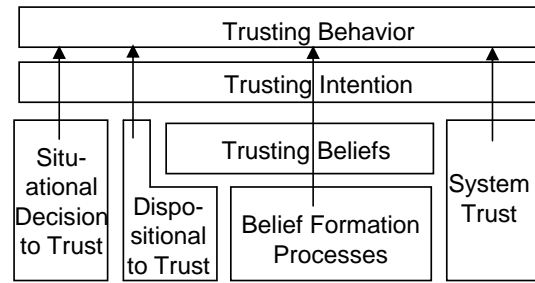 Trusting Behavior
Trusting Intention
Situ-
ational
Decision
to Trust
Dispo-
sitional
to Trust
Trusting Beliefs
Belief Formation
Processes
System
Trust